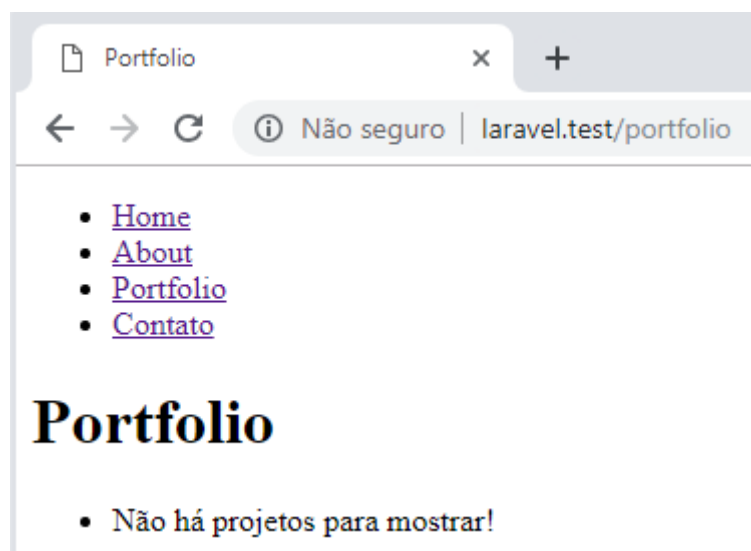 Portfolio
Não seguro | laravel.test/portfolio
Home
About
Portfolio
Contato
Portfolio
Não há projetos para mostrar!